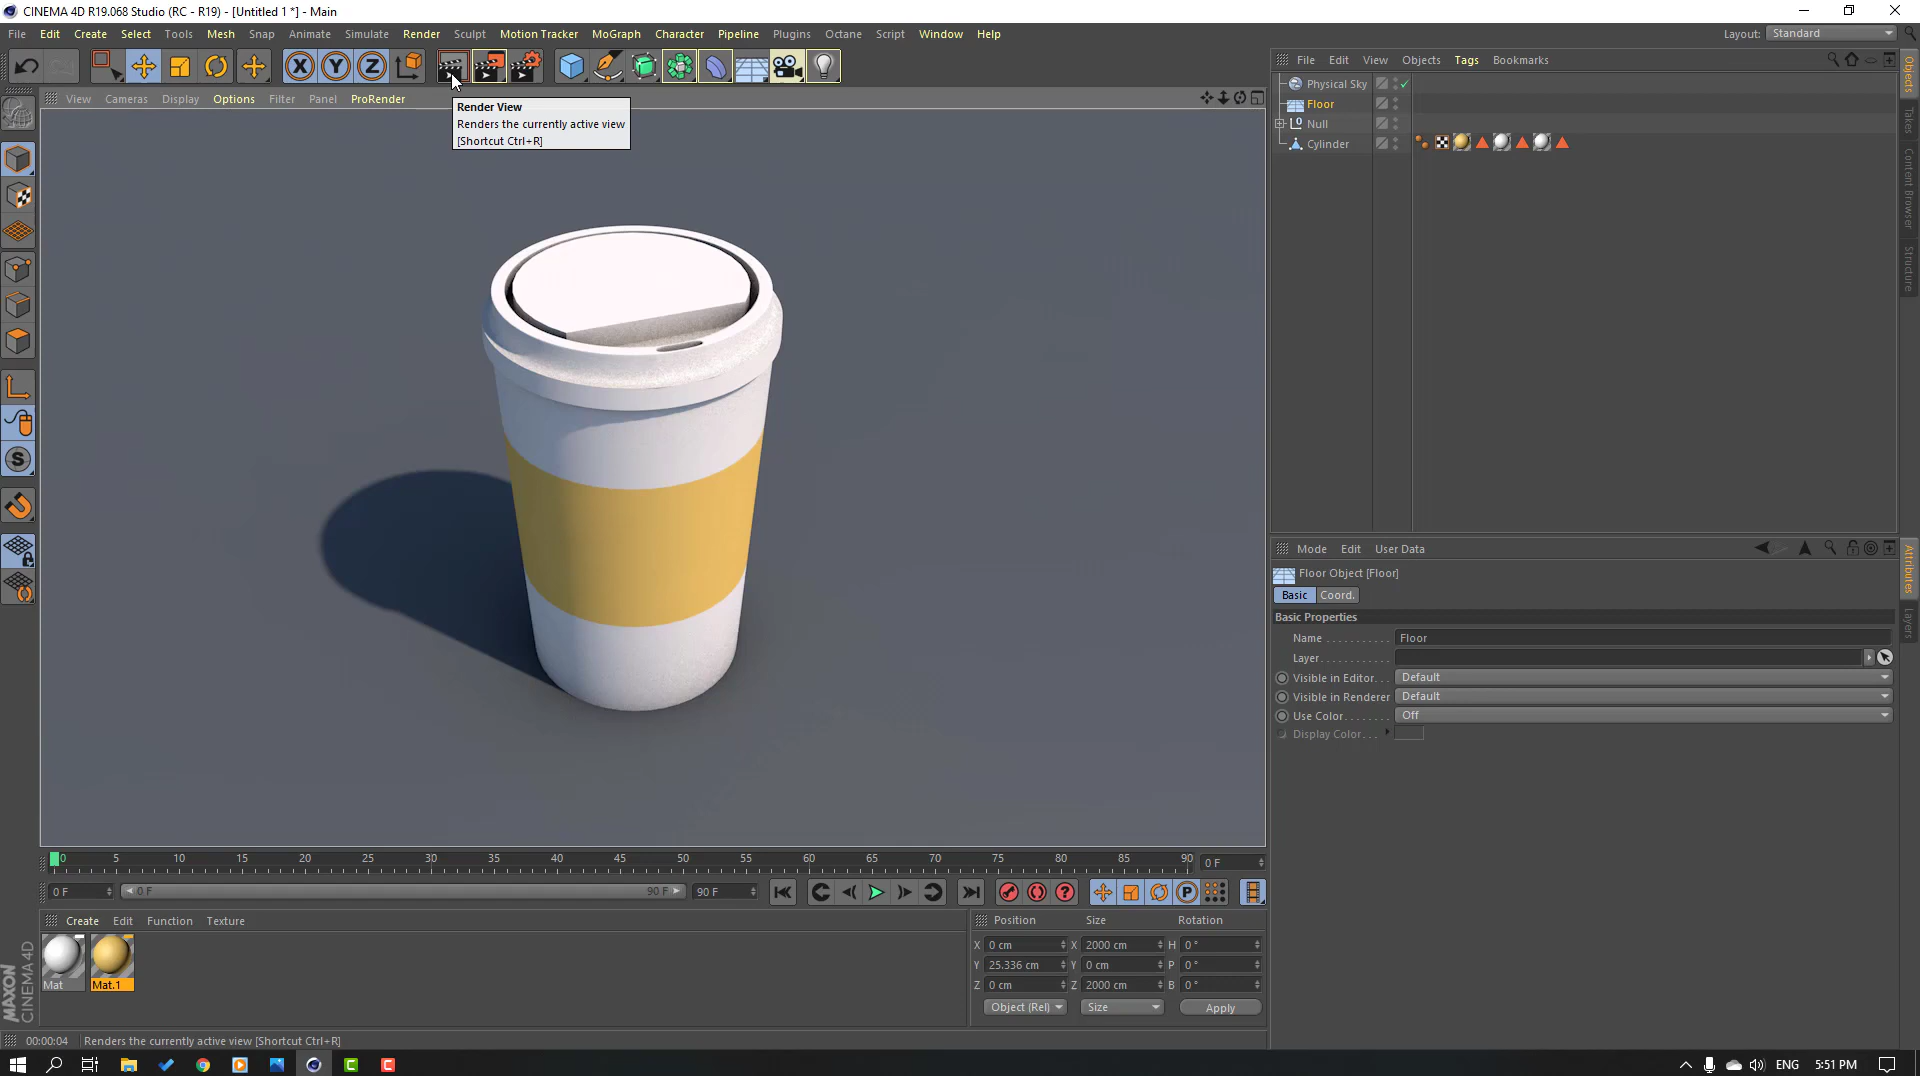 CINEMA 4D R19.068 Studio (RC - R19) - [Untitled 1 *] - Main
File Edit Create Select Tools Mesh Snap Animate Simulate Render Sculpt Motion Tracker MoGraph Character Pipeline Plugins Octane Script Window Help
Layout: Standard
X Y Z
File Edit View Objects Tags Bookmarks
View Cameras Display Options Filter Panel ProRender
Render View
Renders the currently active view
[Shortcut Ctrl+R]
Physical Sky
Floor
Null
Cylinder
Objects
Takes
Content Browser
Structure
Mode Edit User Data
Floor Object [Floor]
Basic Coord.
Basic Properties
Name . . . . . . . . . . . Floor
Layer. . . . . . . . . . . .
Visible in Editor. . . Default
Visible in Renderer Default
Use Color. . . . . . . . Off
Display Color. . .
Attributes
Layers
0 5 10 15 20 25 30 35 40 45 50 55 60 65 70 75 80 85 90 0 F
0 F 0 F 90 F 90 F
Create Edit Function Texture
Mat Mat.1
Position Size Rotation
X 0 cm X 2000 cm H 0 °
Y 25.336 cm Y 0 cm P 0 °
Z 0 cm Z 2000 cm B 0 °
Object (Rel) Size Apply
MAXON
CINEMA 4D
00:00:04 Renders the currently active view [Shortcut Ctrl+R]
ENG 5:51 PM